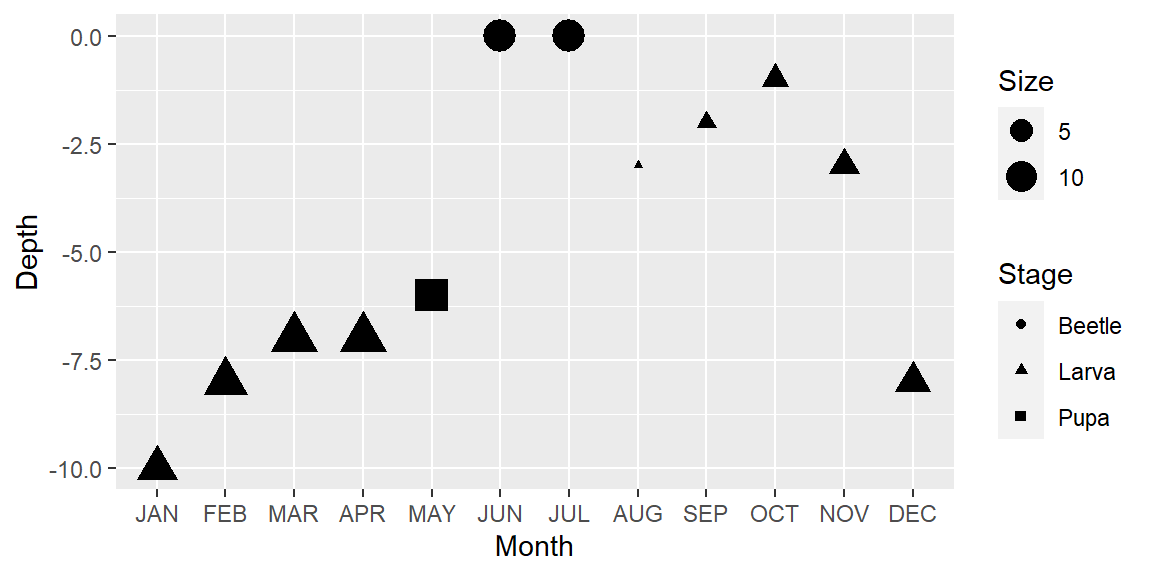 0.0
-2.5
-5.0
-7.5
-10.0
Depth
JAN FEB MAR APR MAY JUN JUL AUG SEP OCT NOV DEC
Month
Size
5
10
Stage
Beetle
Larva
Pupa